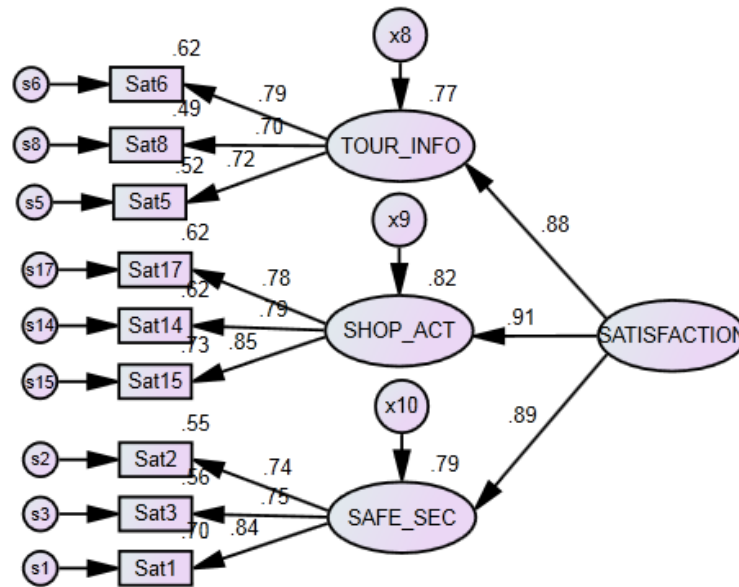 x8
.62
.77
s6
Sat6
.79
.49
.70
s8
Sat8
TOUR_INFO
.72
.52
s5
Sat5
x9
.88
.62
.82
s17
Sat17
.78
.62
.79
s14
Sat14
SHOP_ACT
.91
SATISFACTION
.73
.85
s15
Sat15
x10
.55
.89
.79
s2
Sat2
.74
.56
.75
s3
Sat3
SAFE_SEC
.70
.84
s1
Sat1